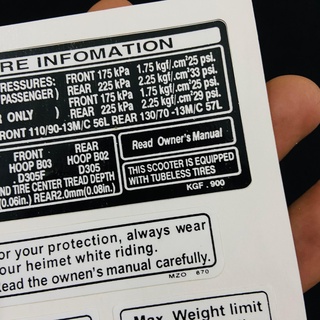 RE INFOMATION
RESSURES: FRONT 175 kPa 1.75 kgf/.cm²25 psi.
PASSENGER) REAR 225 kPa 2.25 kgf/.cm²33 psi.
FRONT 175 kPa 1.75 kgf/.cm²25 psi.
R ONLY) REAR 225 kPa 2.25 kgf/.cm²29 psi.
FRONT 110/90-13M/C 56L REAR 130/70 -13M/C 57L
FRONT REAR
HOOP B03 HOOP B02
D305F D305
ND TIRE CENTER TREAD DEPTH
(0.06in.) REAR2.0mm(0.08in.)
Read Owner's Manual
THIS SCOOTER IS EQUIPPED
WITH TUBELESS TIRES
KGF.900
or your protection, always wear
our heimet white riding.
Read the owner's manual carefully.
MZO 670
Max. Weight limit